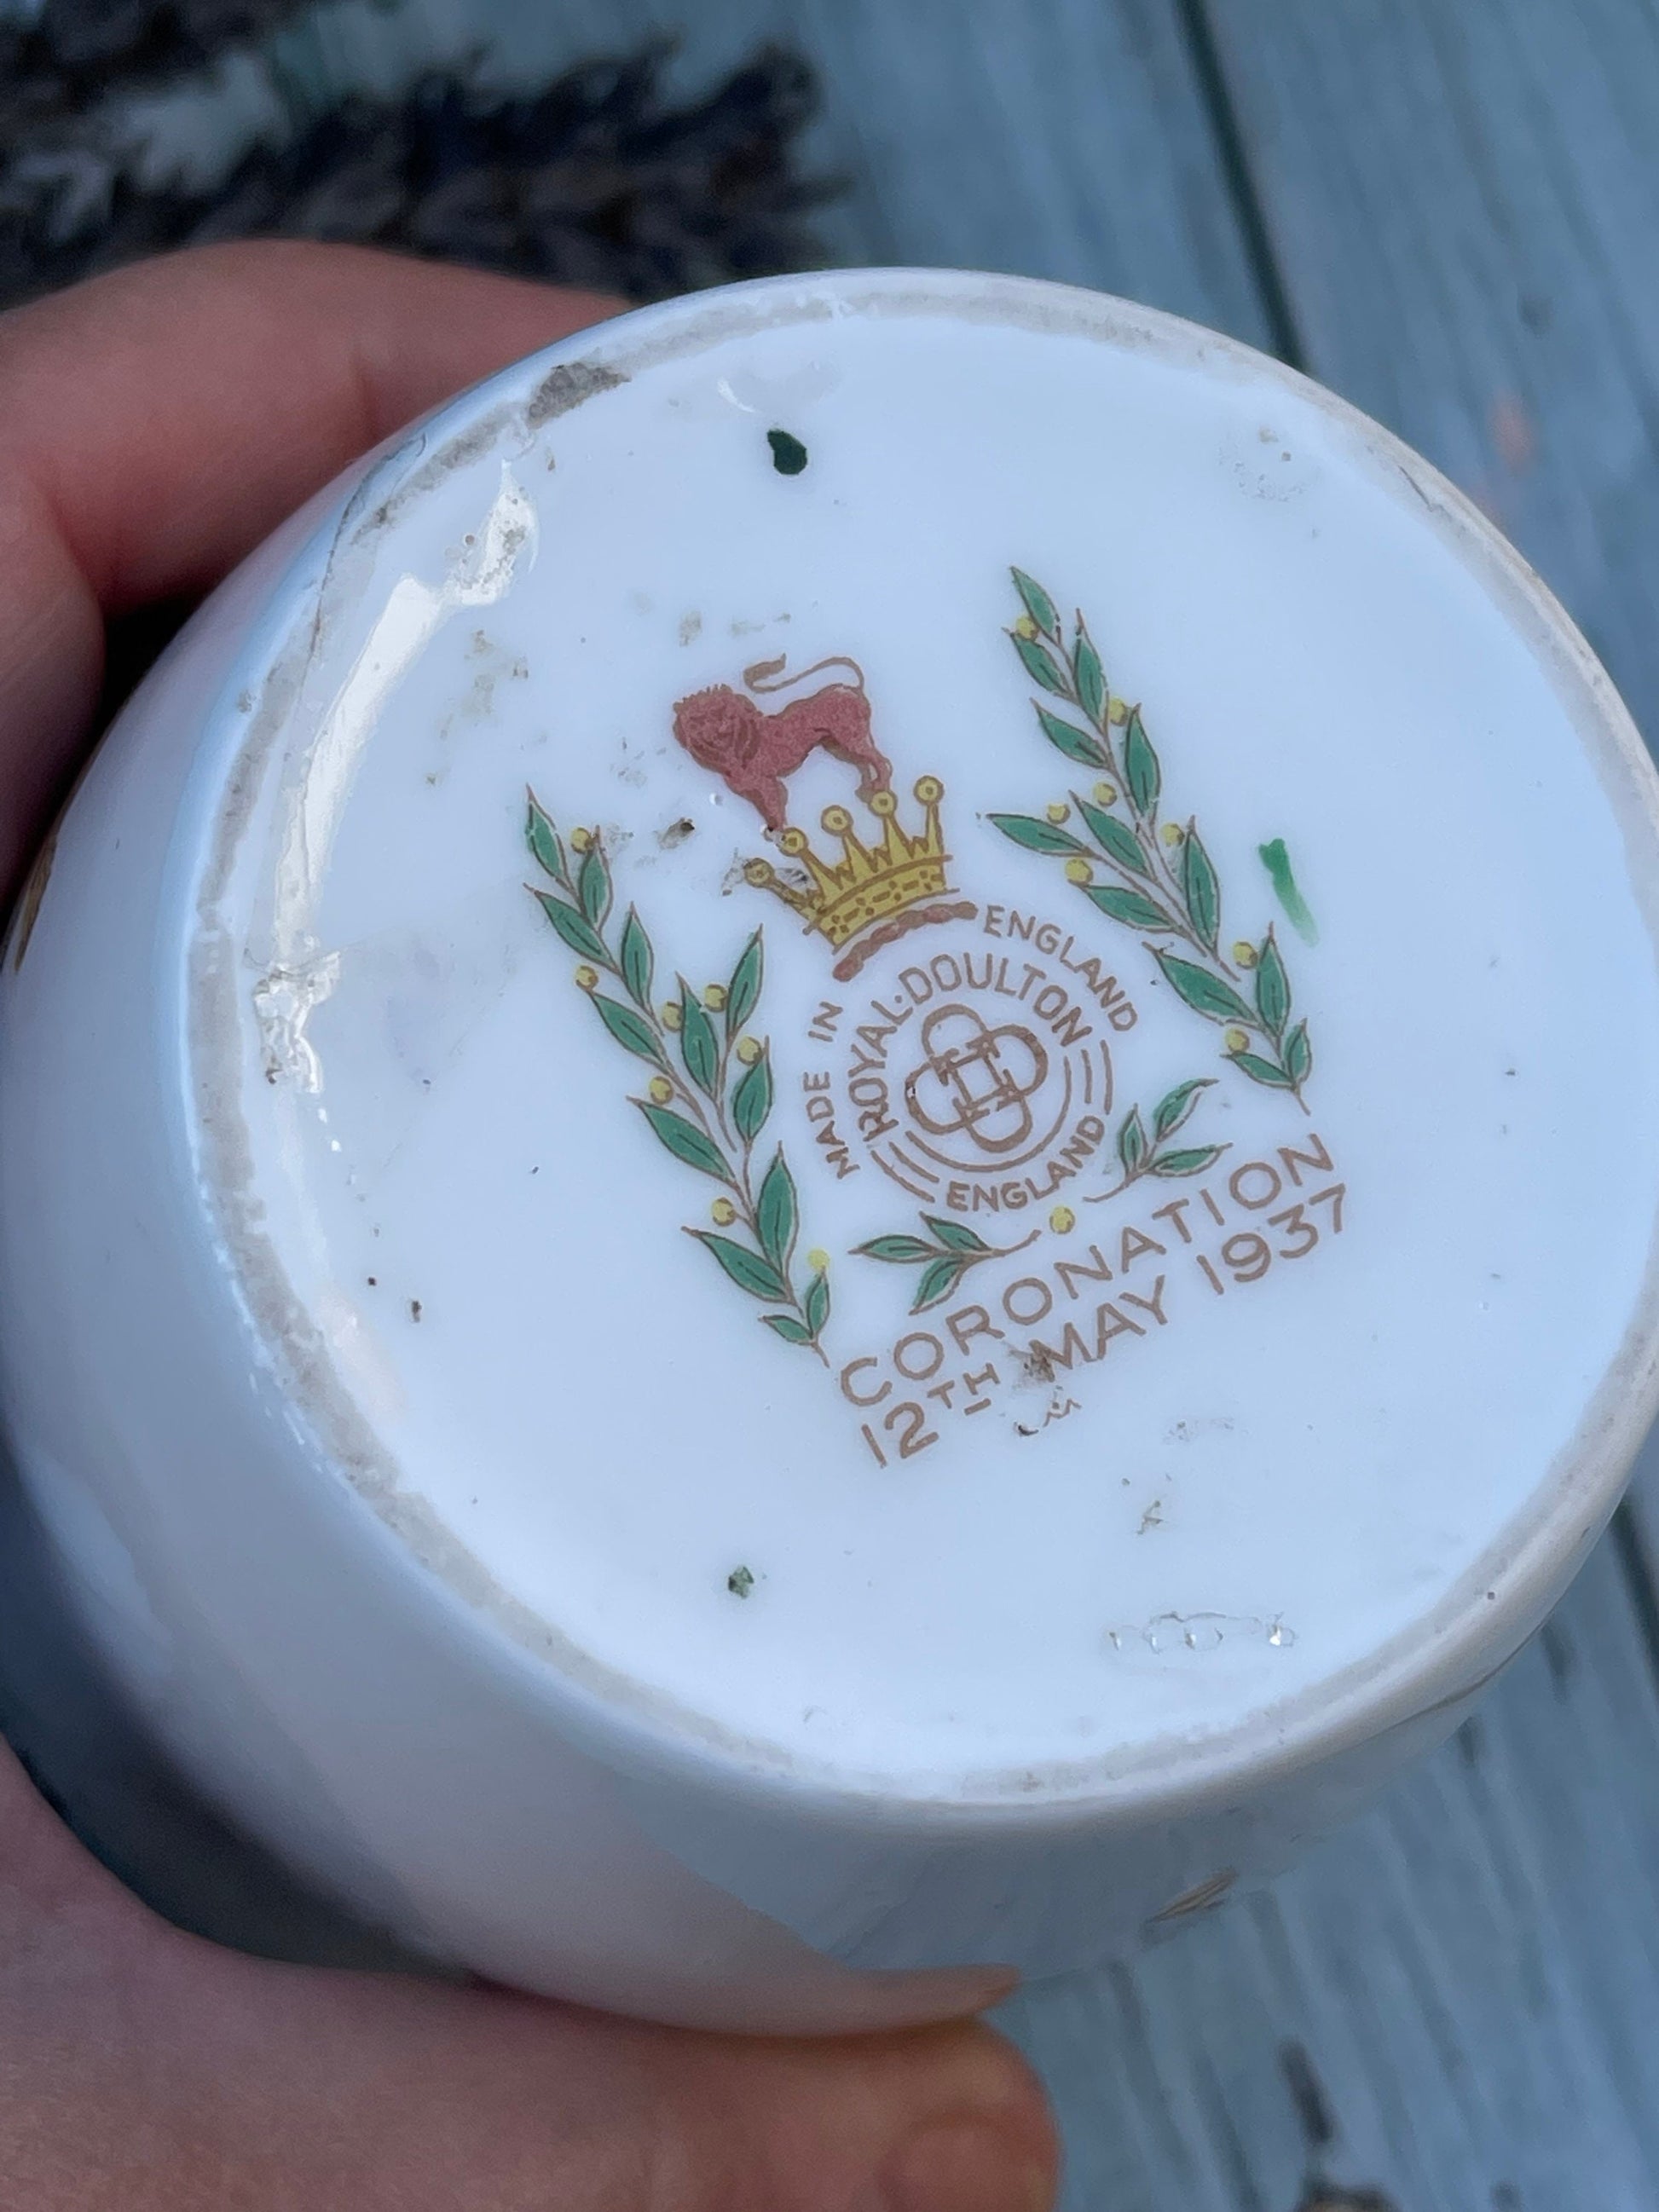 MADE IN ENGLAND
ROYAL·DOULTON
ENGLAND
CORONATION
12TH MAY 1937